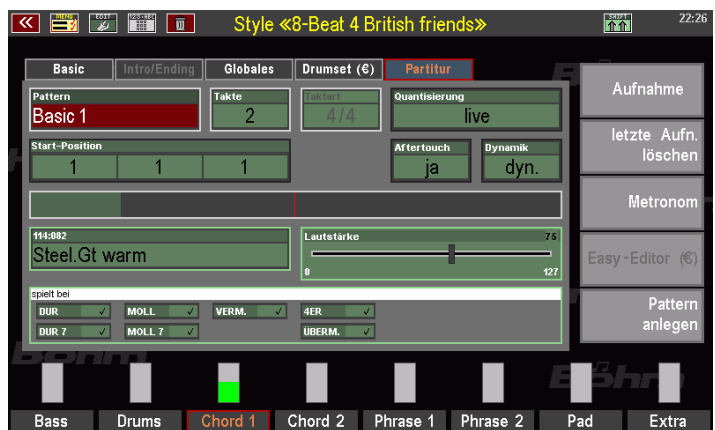 MENU
EDIT
123:ABC
SHIFT
Style «8-Beat 4 British friends»
22:26
Basic
Intro/Ending
Globales
Drumset (€)
Partitur
Pattern
Basic 1
Takte
2
Taktart
4/4
Quantisierung
live
Start-Position
1 1 1
Aftertouch
ja
Dynamik
dyn.
114:082
Steel.Gt warm
Lautstärke
75
0
127
spielt bei
DUR
MOLL
VERM.
4ER
DUR 7
MOLL 7
ÜBERM.
Aufnahme
letzte Aufn.
löschen
Metronom
Easy-Editor (€)
Pattern
anlegen
Böhm
Böhm
Bass
Drums
Chord 1
Chord 2
Phrase 1
Phrase 2
Pad
Extra